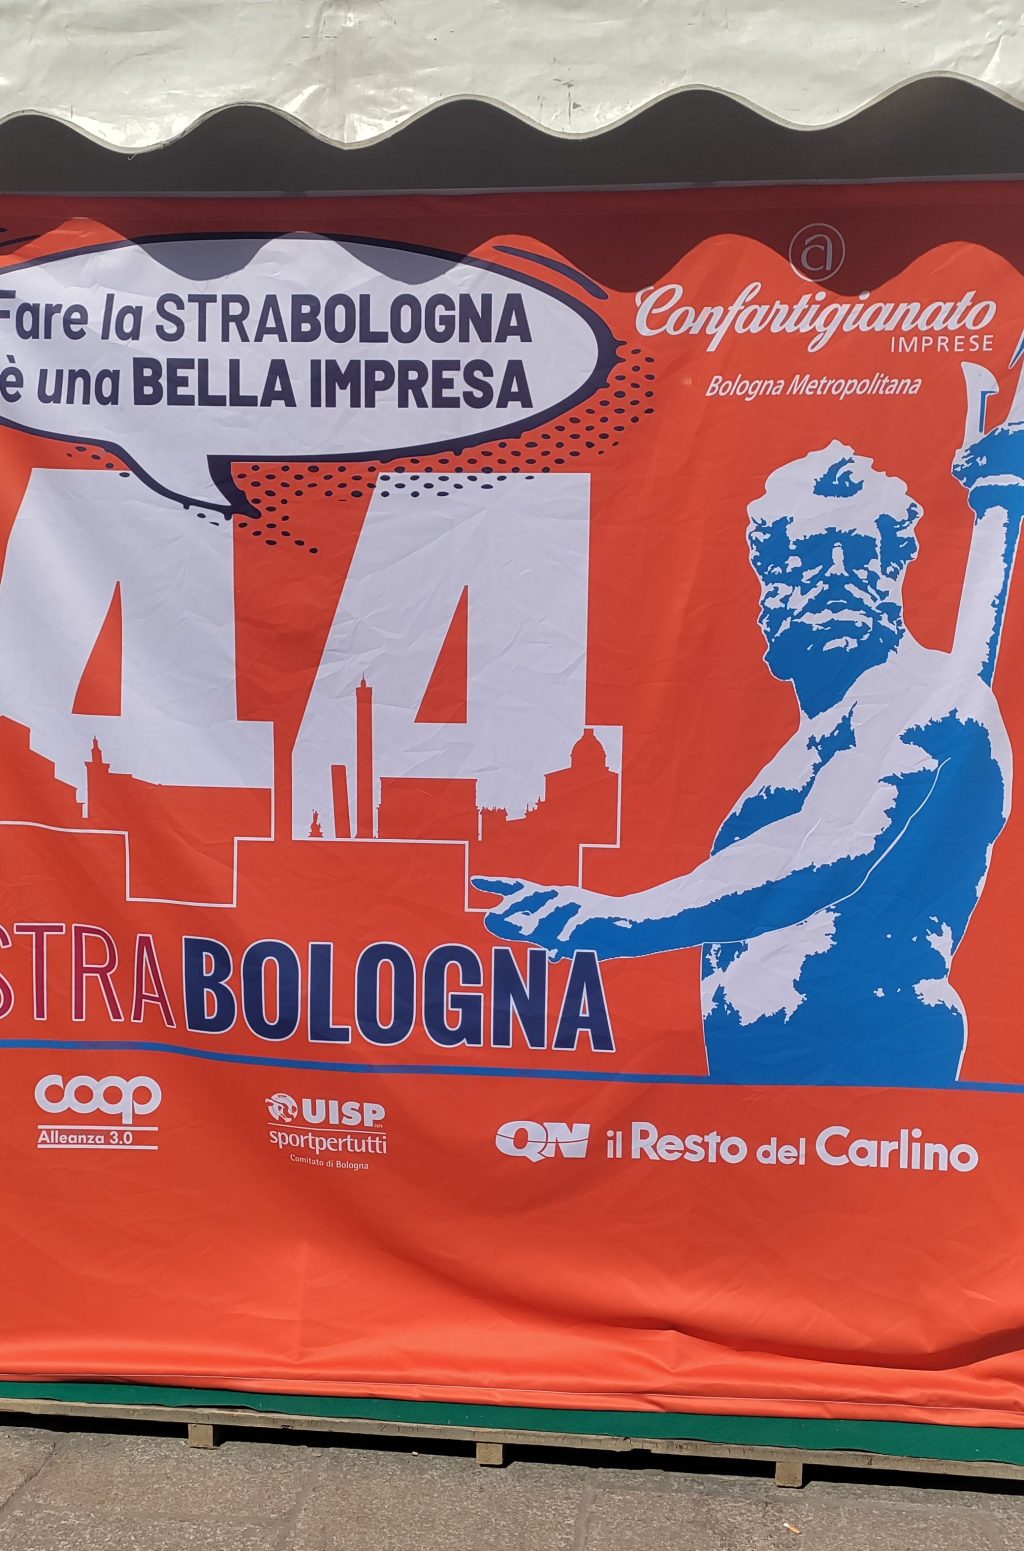 Fare la STRABOLOGNA
è una BELLA IMPRESA
a
Confartigianato
IMPRESE
Bologna Metropolitana
44
STRABOLOGNA
coop
Alleanza 3.0
UISP
sportpertutti
Comitato di Bologna
QN il Resto del Carlino